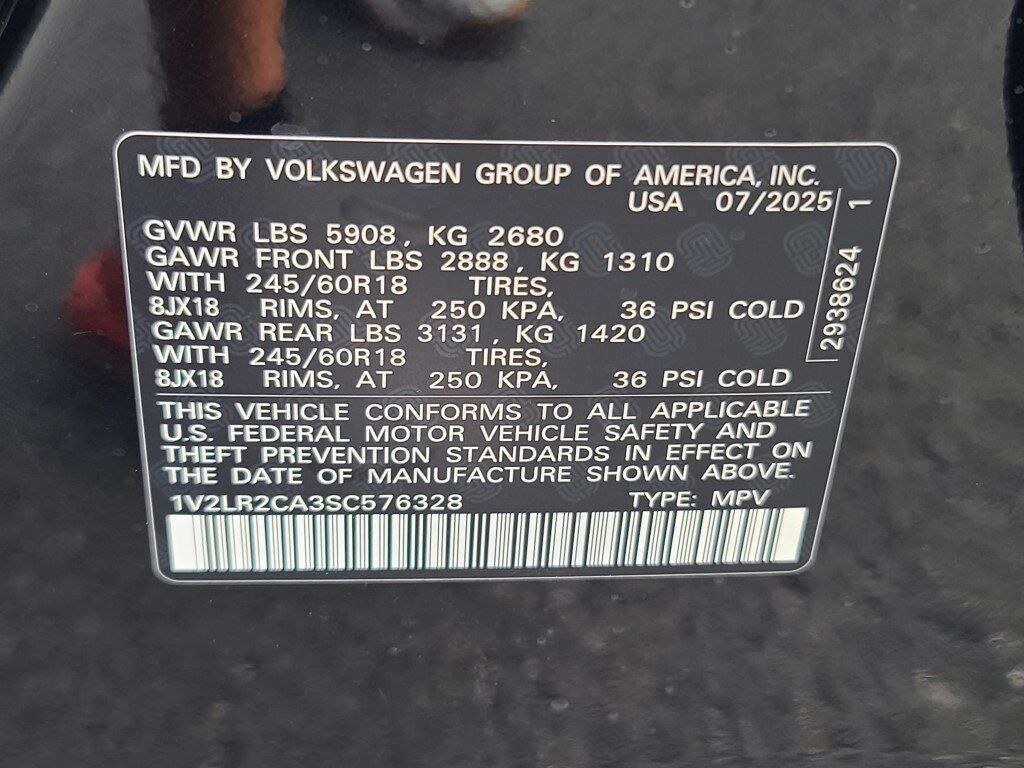 MFD BY VOLKSWAGEN GROUP OF AMERICA, INC.
USA 07/2025
GVWR LBS 5908, KG 2680
GAWR FRONT LBS 2888, KG 1310
WITH 245/60R18 TIRES,
8JX18 RIMS, AT 250 KPA, 36 PSI COLD
GAWR REAR LBS 3131, KG 1420
WITH 245/60R18 TIRES,
8JX18 RIMS, AT 250 KPA, 36 PSI COLD
2938624 1
THIS VEHICLE CONFORMS TO ALL APPLICABLE
U.S. FEDERAL MOTOR VEHICLE SAFETY AND
THEFT PREVENTION STANDARDS IN EFFECT ON
THE DATE OF MANUFACTURE SHOWN ABOVE.
1V2LR2CA3SC576328 TYPE: MPV